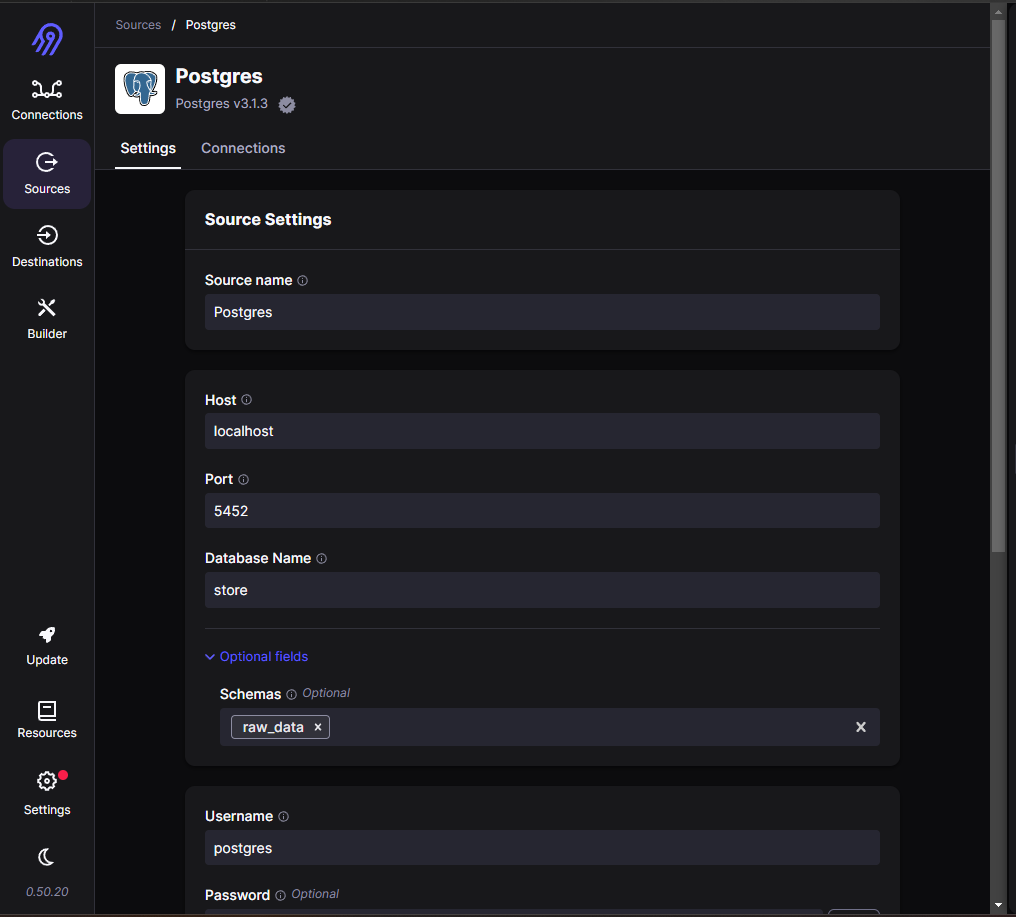 Sources / Postgres
Postgres
Postgres v3.1.3
Settings Connections
Connections
Sources
Destinations
Builder
Update
Resources
Settings
0.50.20
Source Settings
Source name
Postgres
Host
localhost
Port
5452
Database Name
store
Optional fields
Schemas Optional
raw_data
Username
postgres
Password Optional